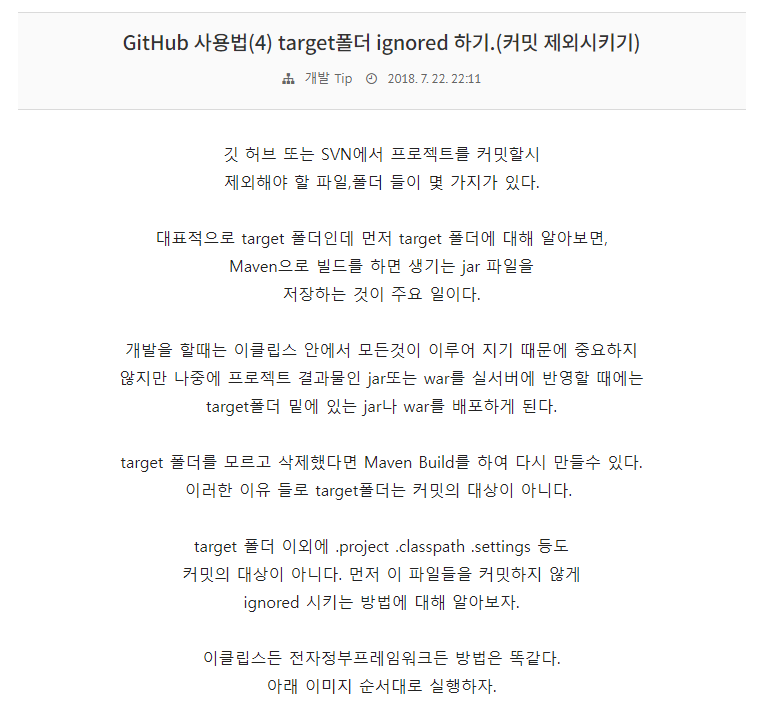 GitHub 사용법(4) target폴더 ignored 하기.(커밋 제외시키기)
개발 Tip 2018. 7. 22. 22:11
깃 허브 또는 SVN에서 프로젝트를 커밋할시
제외해야 할 파일,폴더 들이 몇 가지가 있다.
대표적으로 target 폴더인데 먼저 target 폴더에 대해 알아보면,
Maven으로 빌드를 하면 생기는 jar 파일을
저장하는 것이 주요 일이다.
개발을 할때는 이클립스 안에서 모든것이 이루어 지기 때문에 중요하지
않지만 나중에 프로젝트 결과물인 jar또는 war를 실서버에 반영할 때에는
target폴더 밑에 있는 jar나 war를 배포하게 된다.
target 폴더를 모르고 삭제했다면 Maven Build를 하여 다시 만들수 있다.
이러한 이유 들로 target폴더는 커밋의 대상이 아니다.
target 폴더 이외에 .project .classpath .settings 등도
커밋의 대상이 아니다. 먼저 이 파일들을 커밋하지 않게
ignored 시키는 방법에 대해 알아보자.
이클립스든 전자정부프레임워크든 방법은 똑같다.
아래 이미지 순서대로 실행하자.